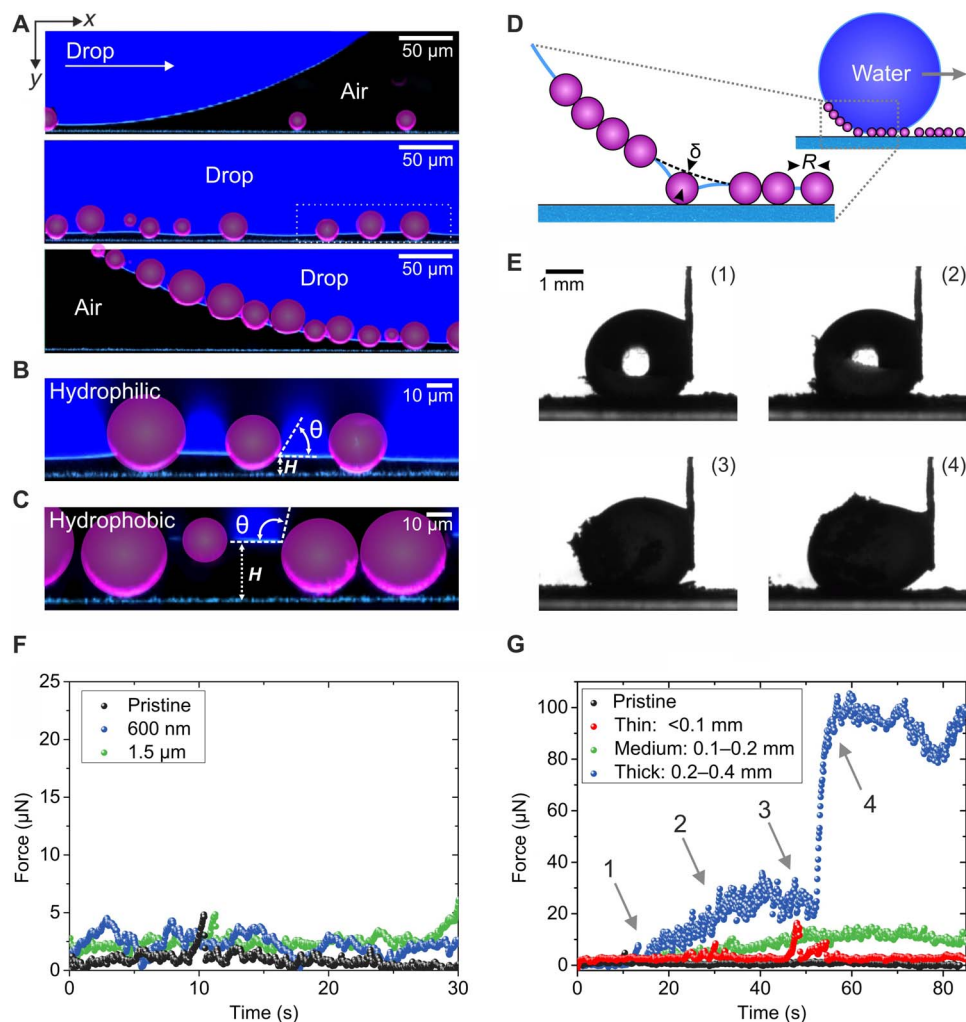 A
x
y
Drop
Air
50 μm
Drop
50 μm
Air
Drop
50 μm
B
Hydrophilic
θ
H
10 μm
C
Hydrophobic
θ
H
10 μm
D
Water
δ
R
E
1 mm
(1)
(2)
(3)
(4)
F
Force (μN)
25
20
15
10
5
0
Pristine
600 nm
1.5 μm
0
10
20
30
Time (s)
G
Force (μN)
100
80
60
40
20
0
Pristine
Thin: <0.1 mm
Medium: 0.1–0.2 mm
Thick: 0.2–0.4 mm
1
2
3
4
0
20
40
60
80
Time (s)